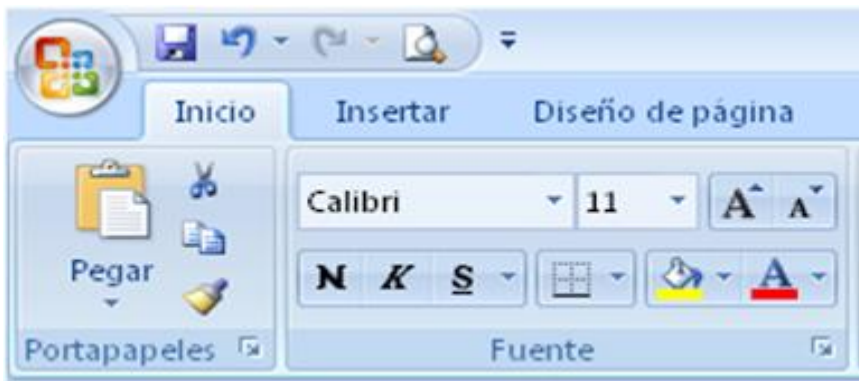 Inicio Insertar Diseño de página
Calibri 11 A A
Pegar N K S A
Portapapeles Fuente